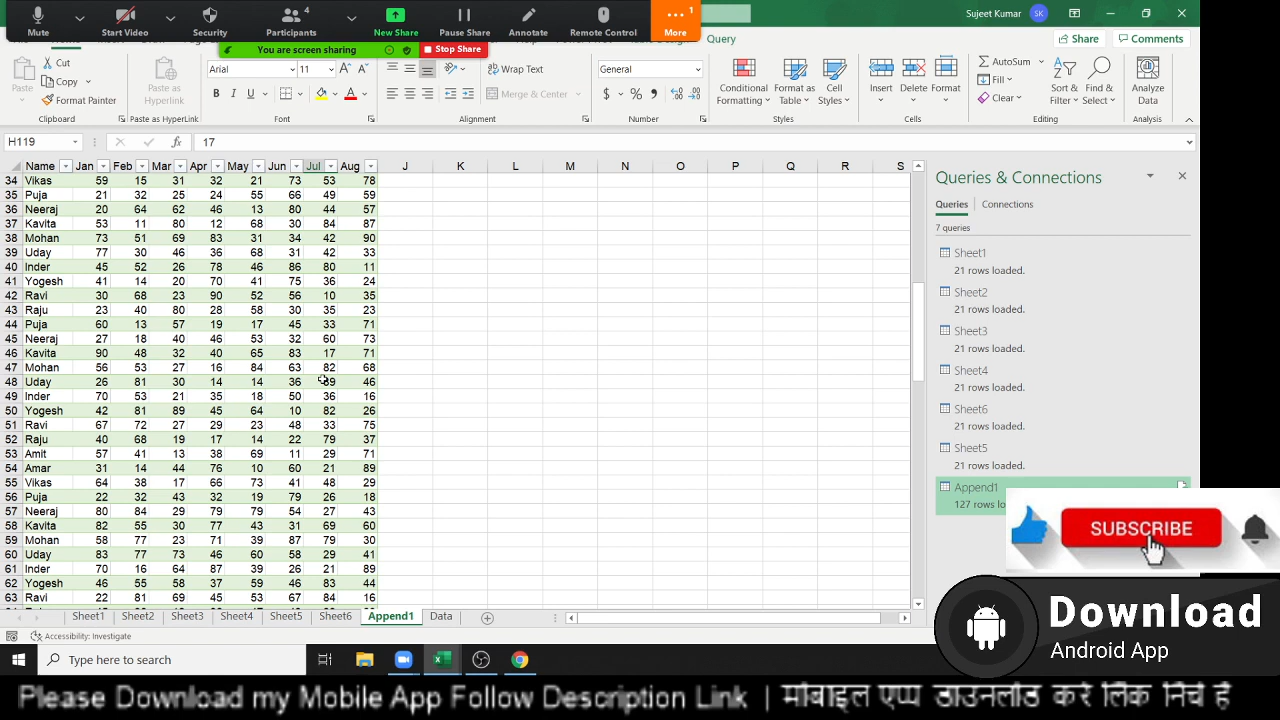 Mute Start Video Security Participants 4 New Share Pause Share Annotate Remote Control More 1
You are screen sharing Stop Share
Sujeet Kumar SK
Query Share Comments
Paste Cut Copy Format Painter Clipboard
Paste as Hyperlink Paste as HyperLink
Arial 11 B I U Font
Wrap Text Merge & Center Alignment
General $ % Number
Conditional Formatting Format as Table Cell Styles Styles
Insert Delete Format Cells
AutoSum Fill Clear Sort & Filter Find & Select Editing
Analyze Data Analysis
H119 fx 17
Name Jan Feb Mar Apr May Jun Jul Aug J K L M N O P Q R S
34 Vikas 59 15 31 32 21 73 53 78
35 Puja 21 32 25 24 55 66 49 59
36 Neeraj 20 64 62 46 13 80 44 57
37 Kavita 53 11 80 12 68 30 84 87
38 Mohan 73 51 69 83 31 34 42 90
39 Uday 77 30 46 36 68 31 42 33
40 Inder 45 52 26 78 46 86 80 11
41 Yogesh 41 14 20 70 41 75 36 24
42 Ravi 30 68 23 90 52 56 10 35
43 Raju 23 40 80 28 58 30 35 23
44 Puja 60 13 57 19 17 45 33 71
45 Neeraj 27 18 40 46 53 32 60 73
46 Kavita 90 48 32 40 65 83 17 71
47 Mohan 56 53 27 16 84 63 82 68
48 Uday 26 81 30 14 14 36 89 46
49 Inder 70 53 21 35 18 50 36 16
50 Yogesh 42 81 89 45 64 10 82 26
51 Ravi 67 72 27 29 23 48 33 75
52 Raju 40 68 19 17 14 22 79 37
53 Amit 57 41 13 38 69 11 29 71
54 Amar 31 14 44 76 10 60 21 89
55 Vikas 64 38 17 66 73 41 48 29
56 Puja 22 32 43 32 19 79 26 18
57 Neeraj 80 84 29 79 79 54 27 43
58 Kavita 82 55 30 77 43 31 69 60
59 Mohan 58 77 23 71 39 87 79 30
60 Uday 83 77 73 46 60 58 29 41
61 Inder 70 16 64 87 39 26 21 89
62 Yogesh 46 55 58 37 59 46 83 44
63 Ravi 22 81 69 45 53 67 84 16
Queries & Connections
Queries Connections
7 queries
Sheet1
21 rows loaded.
Sheet2
21 rows loaded.
Sheet3
21 rows loaded.
Sheet4
21 rows loaded.
Sheet6
21 rows loaded.
Sheet5
21 rows loaded.
Append1
127 rows lo
SUBSCRIBE
Download
Android App
Sheet1 Sheet2 Sheet3 Sheet4 Sheet5 Sheet6 Append1 Data
Accessibility: Investigate
Type here to search
Please Download my Mobile App Follow Description Link | मोबाइल एप्प डाउनलोड करे लिंक निचे है